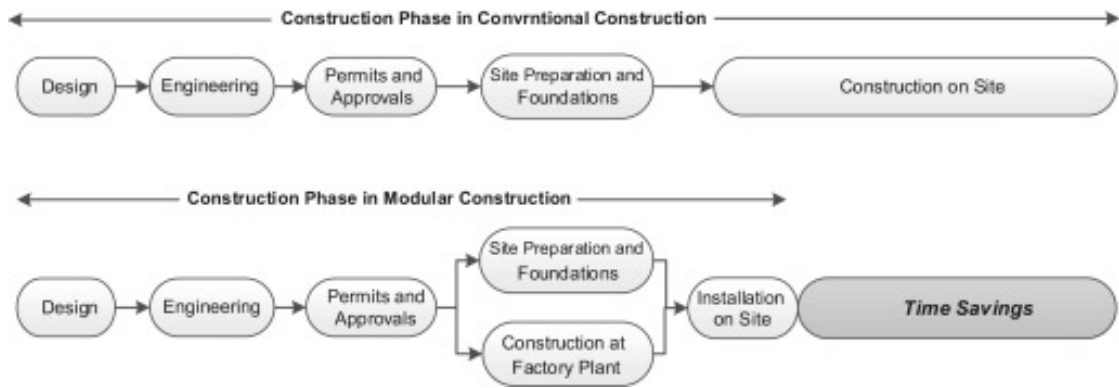 Construction Phase in Convrntional Construction
Design
Engineering
Permits and
Approvals
Site Preparation and
Foundations
Construction on Site
Construction Phase in Modular Construction
Design
Engineering
Permits and
Approvals
Site Preparation and
Foundations
Construction at
Factory Plant
Installation
on Site
Time Savings